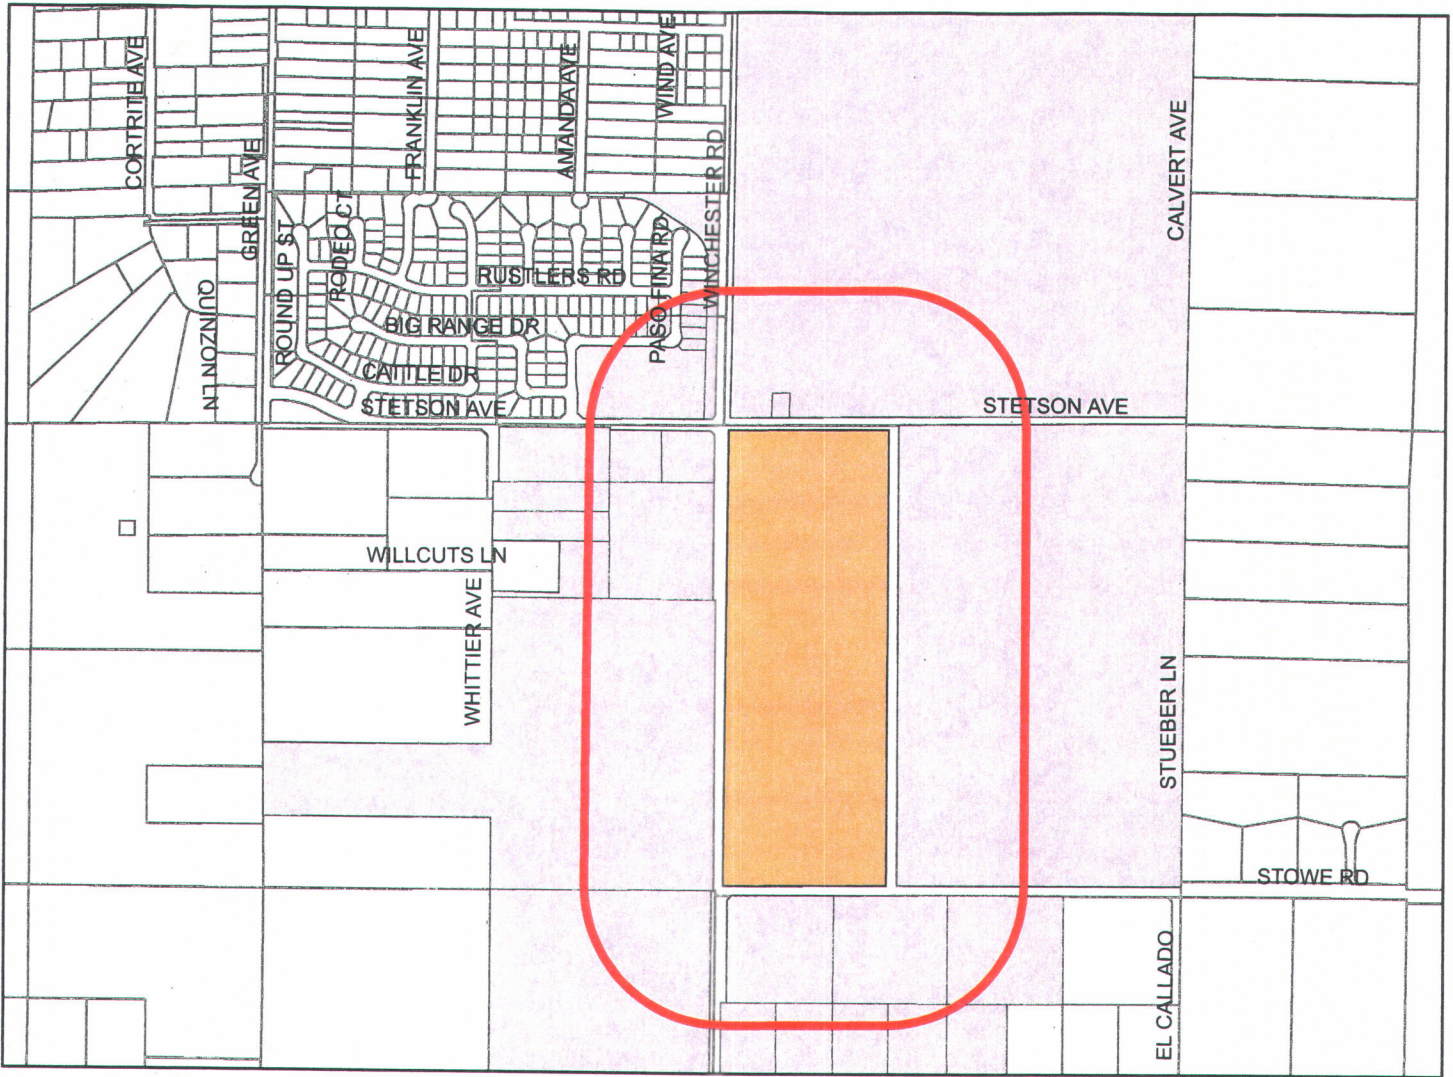 CORTRITE AVE
GREEN AVE
FRANKLIN AVE
AMANDA AVE
WIND AVE
WINCHESTER RD
CALVERT AVE
QUINZON LN
ROUND UP ST
RODEO CT
RUSTLERS RD
PASO FINA RD
WINCHESTER RD
BIG RANGE DR
CATTLE DR
STETSON AVE
STETSON AVE
WILLCUTS LN
WHITTIER AVE
STUEBER LN
STOWE RD
EL CALLADO